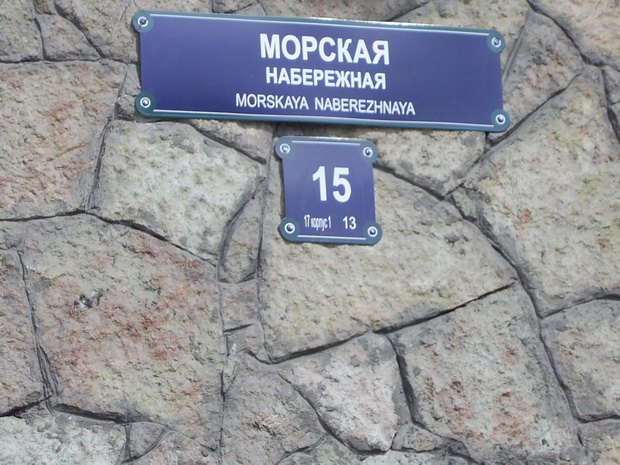 МОРСКАЯ
НАБЕРЕЖНАЯ
MORSKAYA NABEREZHNAYA
15
17 корпус 1 13